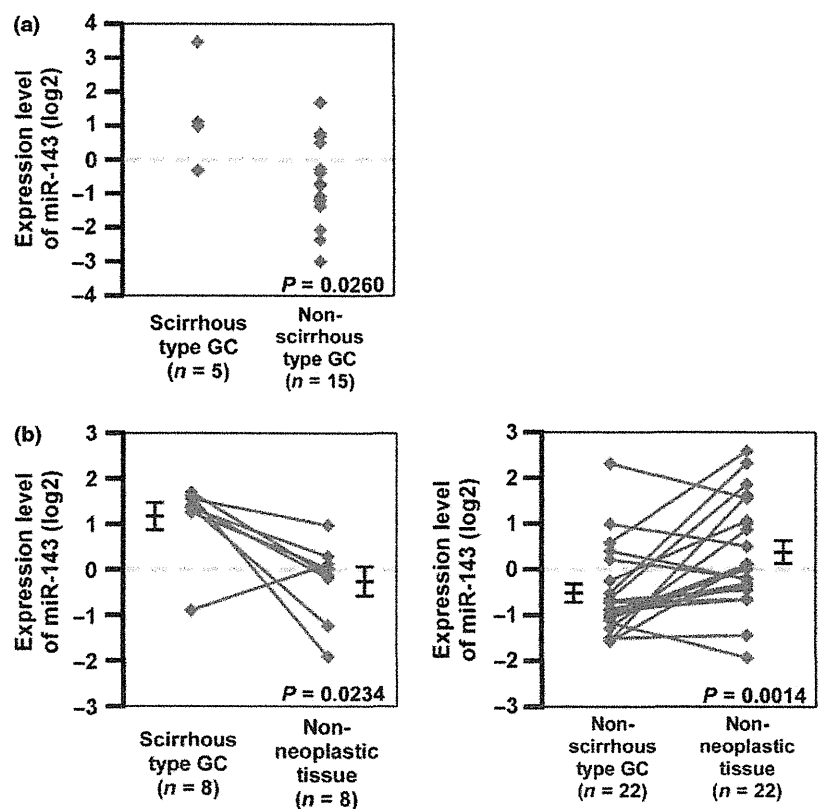 (a)
Expression level
of miR-143 (log2)
4
3
2
1
0
–1
–2
–3
–4
P = 0.0260
Scirrhous
type GC
(n = 5)
Non-
scirrhous
type GC
(n = 15)
(b)
Expression level
of miR-143 (log2)
3
2
1
0
–1
–2
–3
P = 0.0234
Scirrhous
type GC
(n = 8)
Non-
neoplastic
tissue
(n = 8)
Expression level
of miR-143 (log2)
3
2
1
0
–1
–2
–3
P = 0.0014
Non-
scirrhous
type GC
(n = 22)
Non-
neoplastic
tissue
(n = 22)